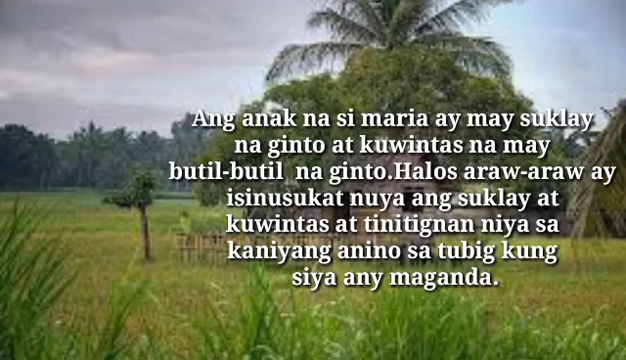 Ang anak na si maria ay may suklay
na ginto at kuwintas na may
butil-butil  na ginto.Halos araw-araw ay
isinusukat nuya ang suklay at
kuwintas at tinitignan niya sa
kaniyang anino sa tubig kung
siya any maganda.